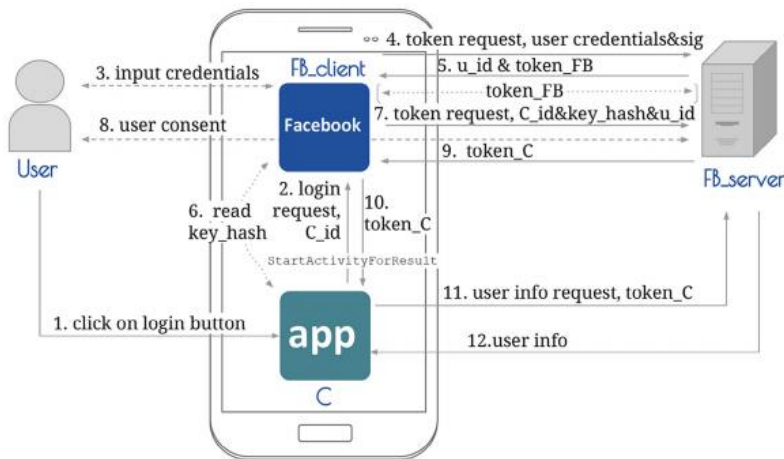 4. token request, user credentials&sig
5. u_id & token_FB
FB_client
3. input credentials
token_FB
Facebook
7. token request, C_id&key_hash&u_id
8. user consent
9. token_C
User
FB_server
2. login
request,
C_id
10.
token_C
6. read
key_hash
StartActivityForResult
11. user info request, token_C
1. click on login button
app
12.user info
C